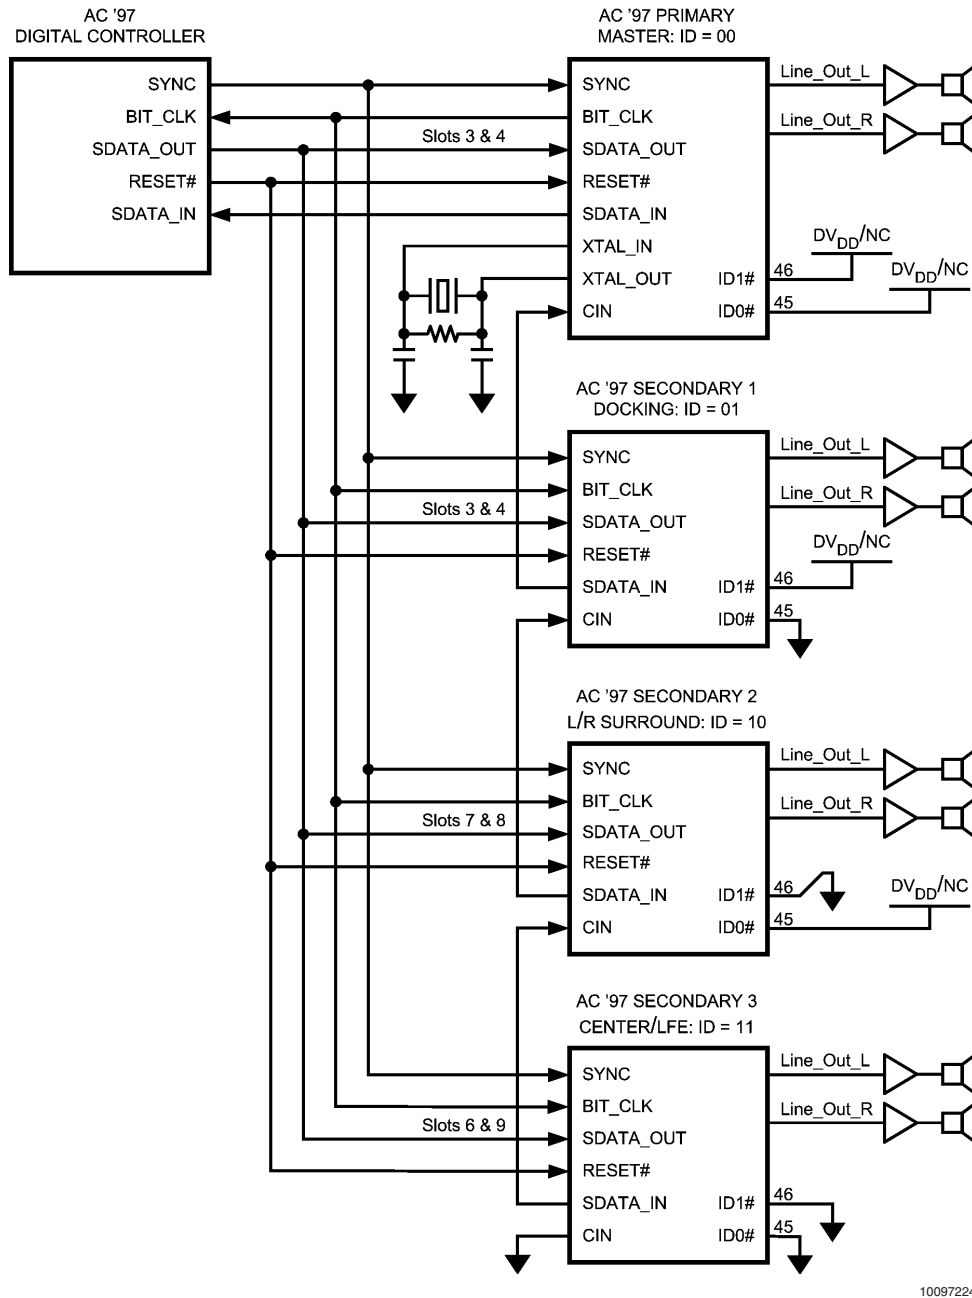 AC '97
DIGITAL CONTROLLER
SYNC
BIT_CLK
SDATA_OUT
RESET#
SDATA_IN
Slots 3 & 4
AC '97 PRIMARY
MASTER: ID = 00
SYNC
BIT_CLK
SDATA_OUT
RESET#
SDATA_IN
XTAL_IN
XTAL_OUT
CIN
ID1#
ID0#
46
45
Line_Out_L
Line_Out_R
DVDD/NC
DVDD/NC
AC '97 SECONDARY 1
DOCKING: ID = 01
Slots 3 & 4
SYNC
BIT_CLK
SDATA_OUT
RESET#
SDATA_IN
CIN
ID1#
ID0#
46
45
Line_Out_L
Line_Out_R
DVDD/NC
AC '97 SECONDARY 2
L/R SURROUND: ID = 10
Slots 7 & 8
SYNC
BIT_CLK
SDATA_OUT
RESET#
SDATA_IN
CIN
ID1#
ID0#
46
45
Line_Out_L
Line_Out_R
DVDD/NC
AC '97 SECONDARY 3
CENTER/LFE: ID = 11
Slots 6 & 9
SYNC
BIT_CLK
SDATA_OUT
RESET#
SDATA_IN
CIN
ID1#
ID0#
46
45
Line_Out_L
Line_Out_R
10097224